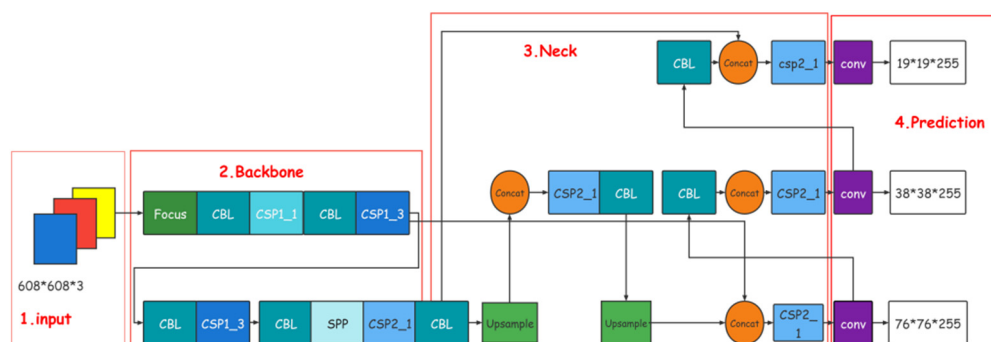 3.Neck
CBL
Concat
csp2_1
conv
19*19*255
4.Prediction
2.Backbone
Focus
CBL
CSP1_1
CBL
CSP1_3
Concat
CSP2_1
CBL
CBL
Concat
CSP2_1
conv
38*38*255
608*608*3
1.input
CBL
CSP1_3
CBL
SPP
CSP2_1
CBL
Upsample
Upsample
Concat
CSP2_
1
conv
76*76*255